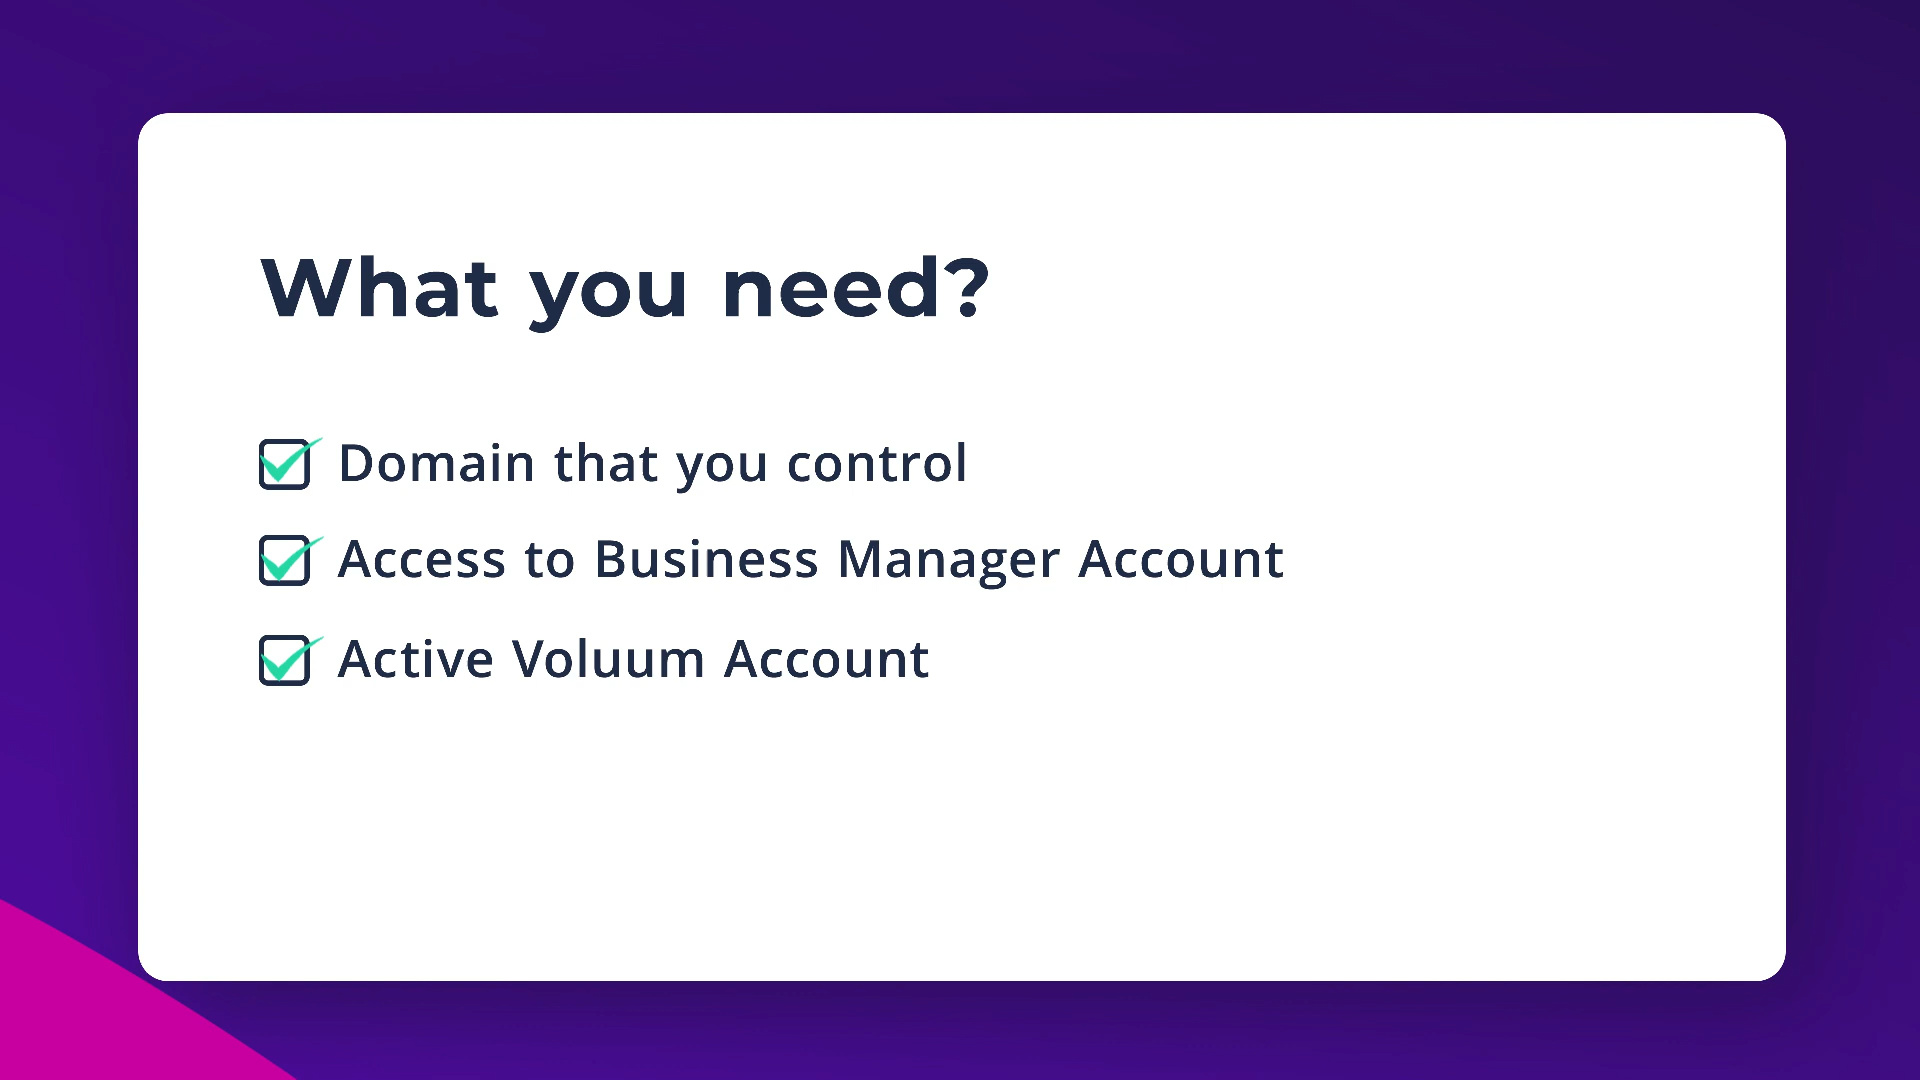 What you need?
Domain that you control
Access to Business Manager Account
Active Voluum Account